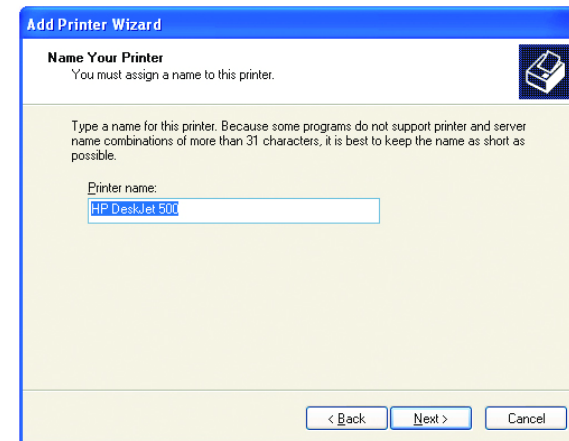 Add Printer Wizard
Name Your Printer
You must assign a name to this printer.
Type a name for this printer. Because some programs do not support printer and server
name combinations of more than 31 characters, it is best to keep the name as short as
possible.
Printer name:
HP DeskJet 500
< Back Next > Cancel